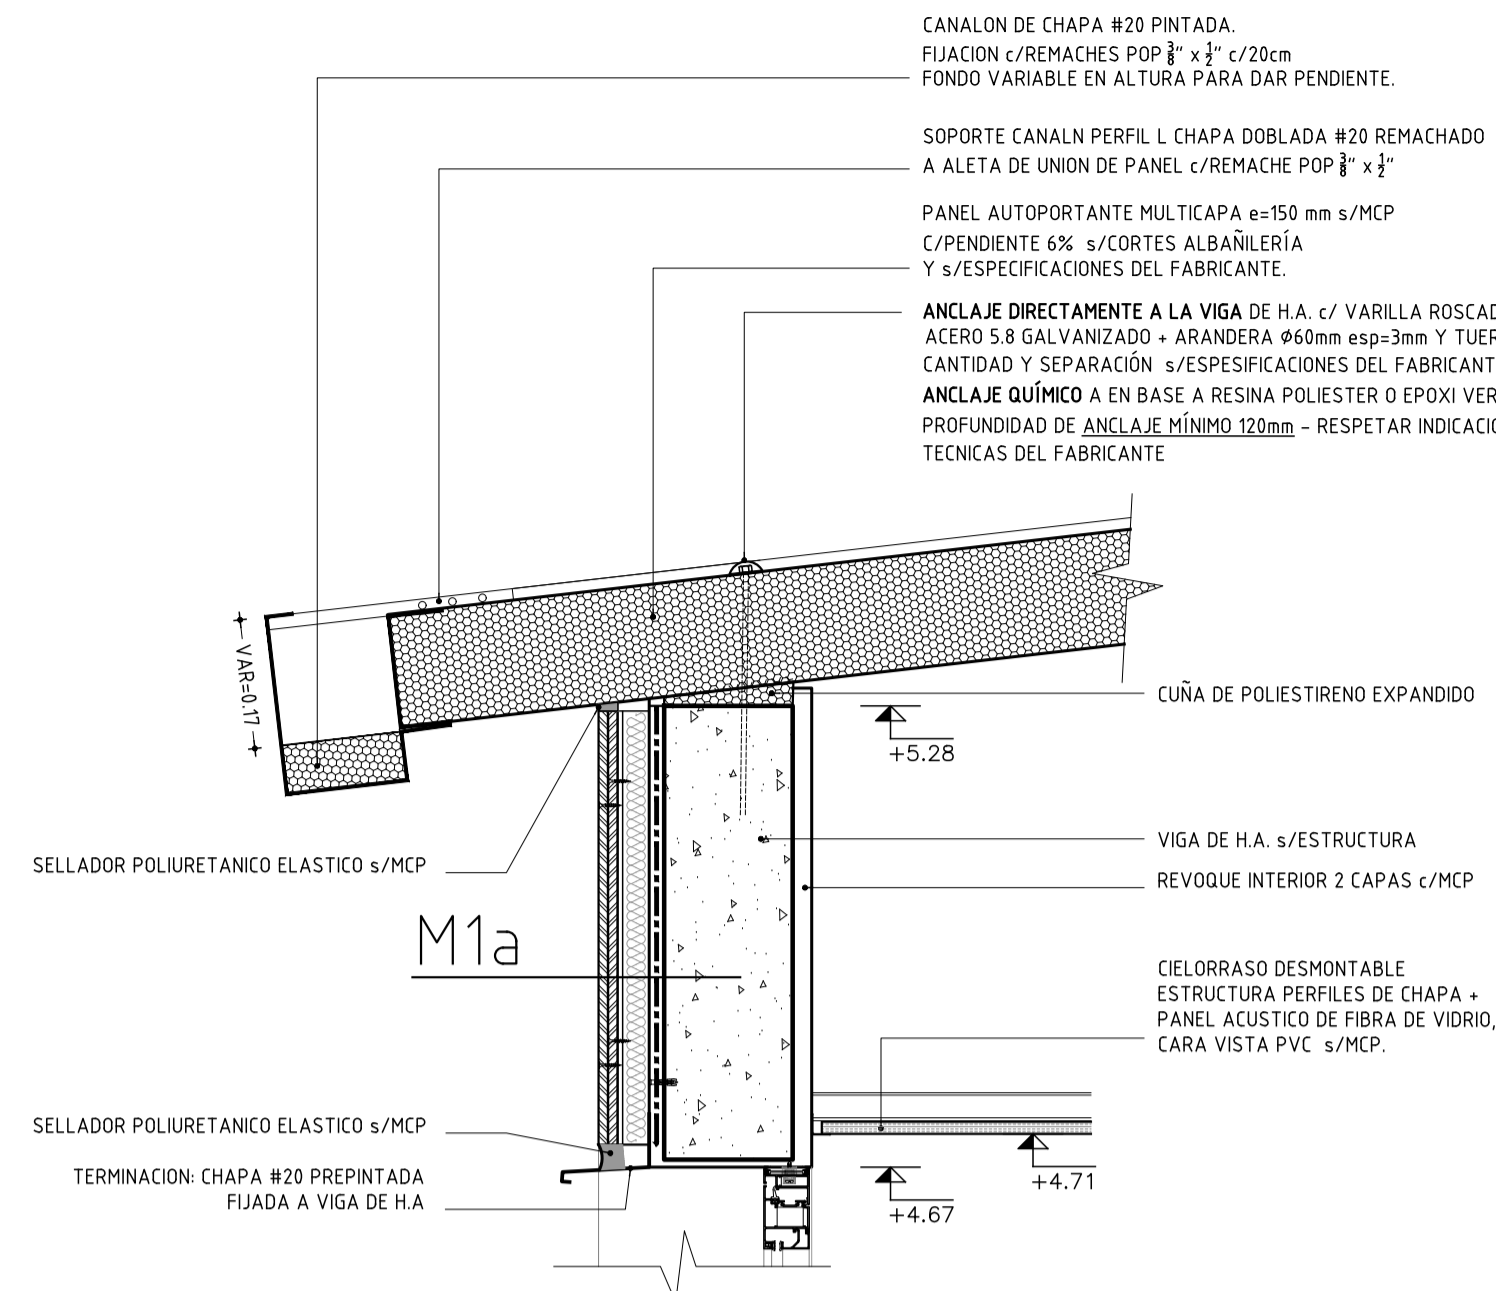 CANALON DE CHAPA #20 PINTADA.
FIJACION c/REMACHES POP 3/8" x 1/2" c/20cm
FONDO VARIABLE EN ALTURA PARA DAR PENDIENTE.
SOPORTE CANALN PERFIL L CHAPA DOBLADA #20 REMACHADO
A ALETA DE UNION DE PANEL c/REMACHE POP 3/8" x 1/2"
PANEL AUTOPORTANTE MULTICAPA e=150 mm s/MCP
C/PENDIENTE 6% s/CORTES ALBAÑILERÍA
Y s/ESPECIFICACIONES DEL FABRICANTE.
ANCLAJE DIRECTAMENTE A LA VIGA DE H.A. c/ VARILLA ROSCAD
ACERO 5.8 GALVANIZADO + ARANDERA Ø60mm esp=3mm Y TUER
CANTIDAD Y SEPARACIÓN s/ESPESIFICACIONES DEL FABRICANT
ANCLAJE QUÍMICO A EN BASE A RESINA POLIESTER O EPOXI VER
PROFUNDIDAD DE ANCLAJE MÍNIMO 120mm - RESPETAR INDICACIO
TECNICAS DEL FABRICANTE
VAR=0.17
CUÑA DE POLIESTIRENO EXPANDIDO
+5.28
VIGA DE H.A. s/ESTRUCTURA
SELLADOR POLIURETANICO ELASTICO s/MCP
REVOQUE INTERIOR 2 CAPAS c/MCP
M1a
CIELORRASO DESMONTABLE
ESTRUCTURA PERFILES DE CHAPA +
PANEL ACUSTICO DE FIBRA DE VIDRIO,
CARA VISTA PVC s/MCP.
SELLADOR POLIURETANICO ELASTICO s/MCP
TERMINACION: CHAPA #20 PREPINTADA
FIJADA A VIGA DE H.A
+4.71
+4.67